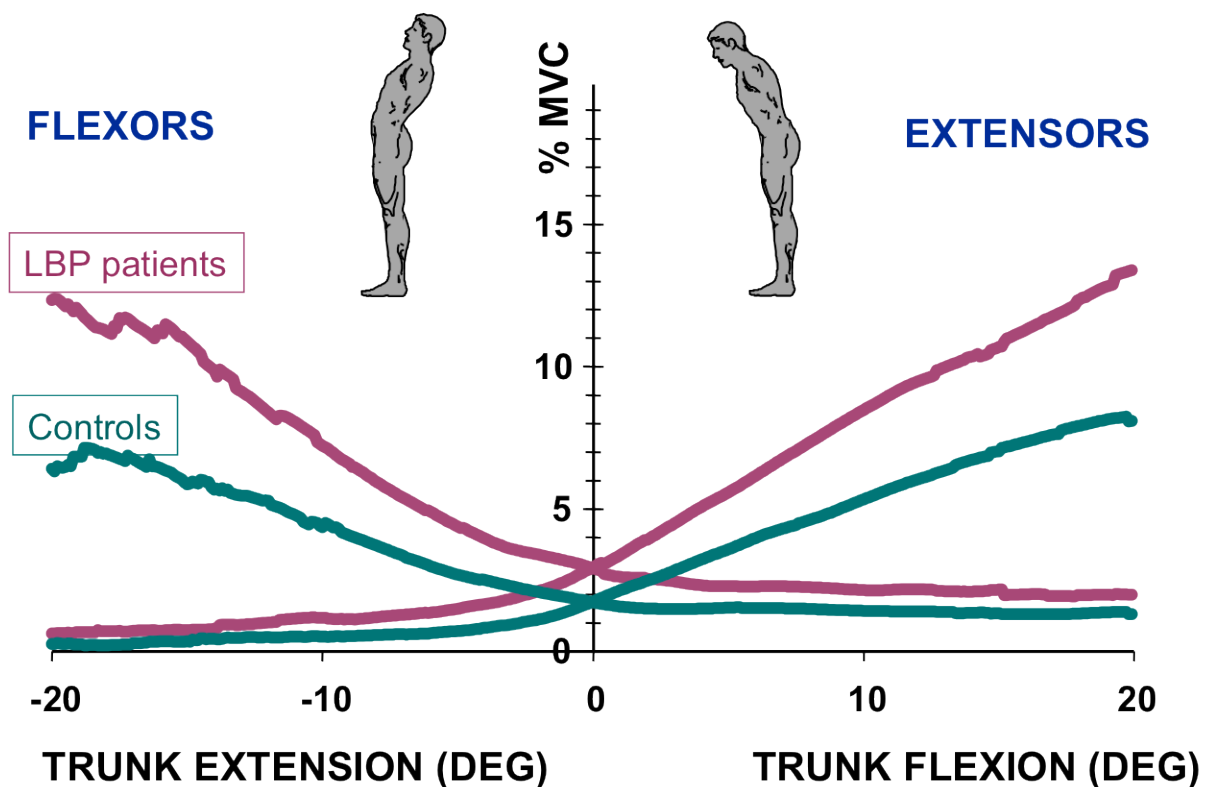 % MVC
FLEXORS
EXTENSORS
15
LBP patients
10
Controls
5
0
-20
-10
0
10
20
TRUNK EXTENSION (DEG)
TRUNK FLEXION (DEG)